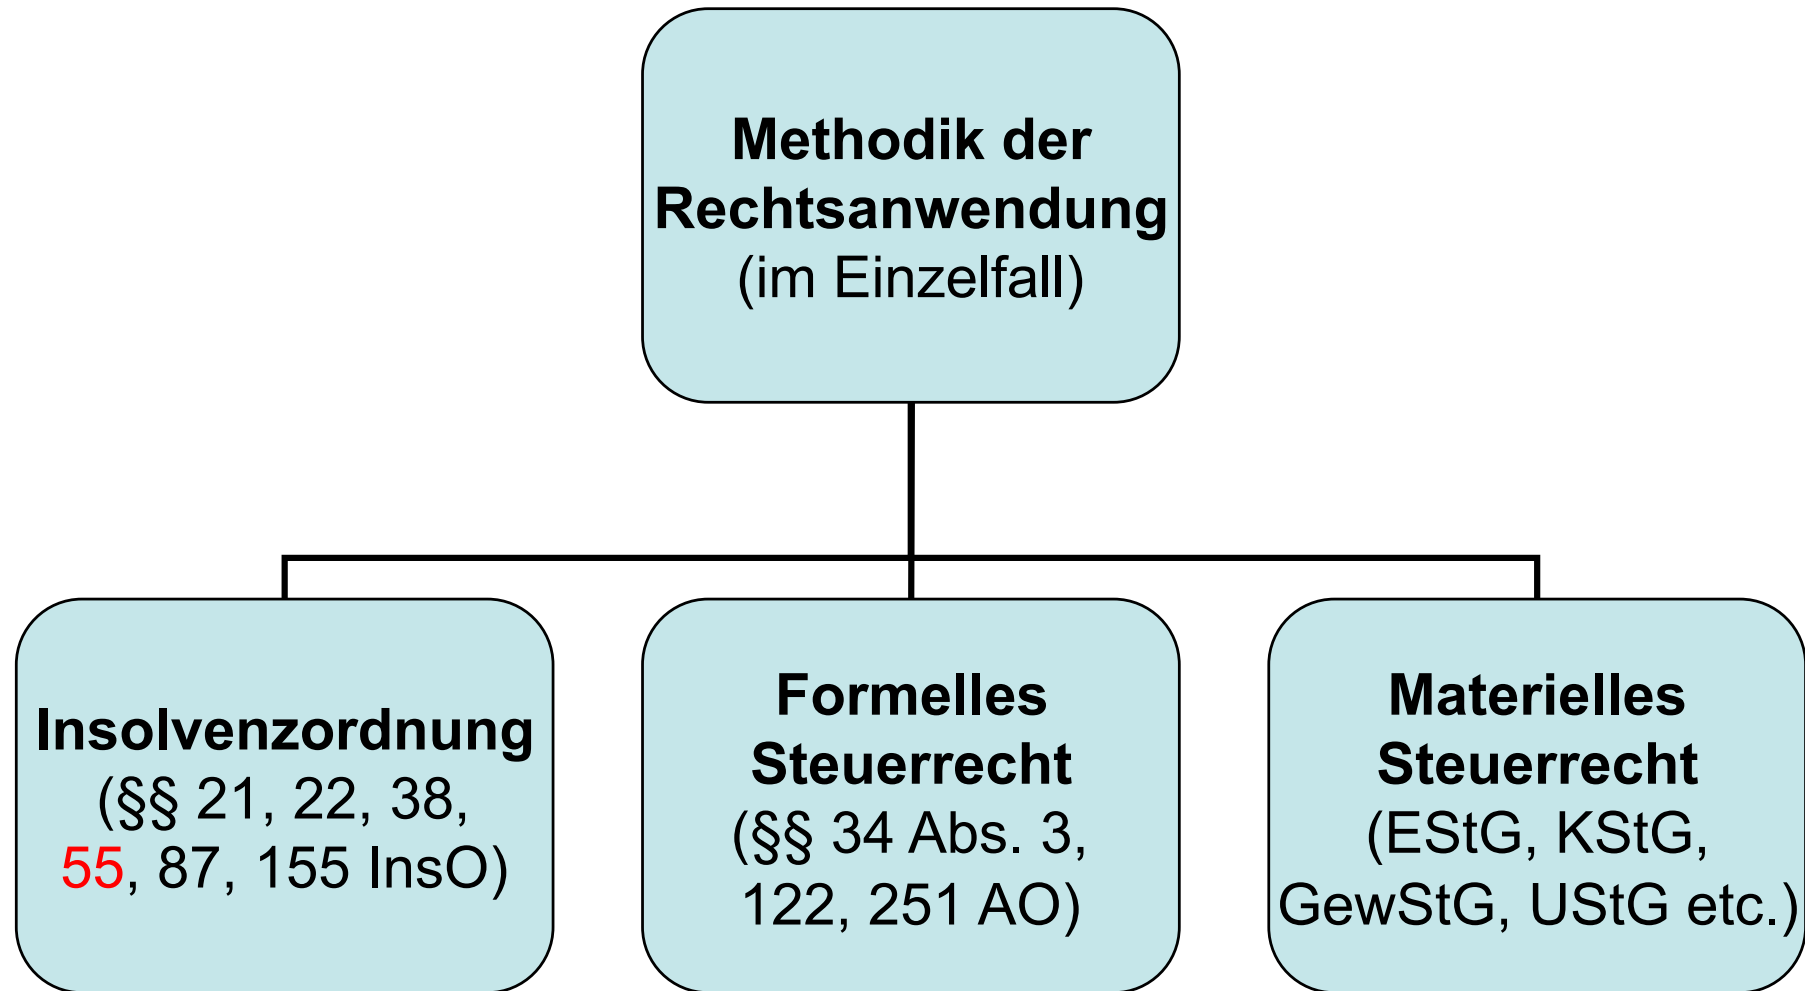 Methodik der
Rechtsanwendung
(im Einzelfall)
Insolvenzordnung
(§§ 21, 22, 38,
55, 87, 155 InsO)
Formelles
Steuerrecht
(§§ 34 Abs. 3,
122, 251 AO)
Materielles
Steuerrecht
(EStG, KStG,
GewStG, UStG etc.)